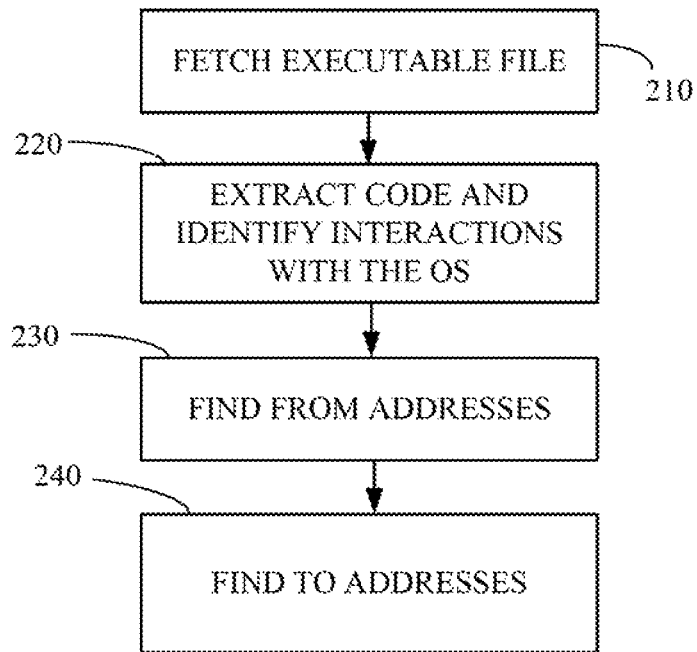 FETCH EXECUTABLE FILE
210
220
EXTRACT CODE AND
IDENTIFY INTERACTIONS
WITH THE OS
230
FIND FROM ADDRESSES
240
FIND TO ADDRESSES